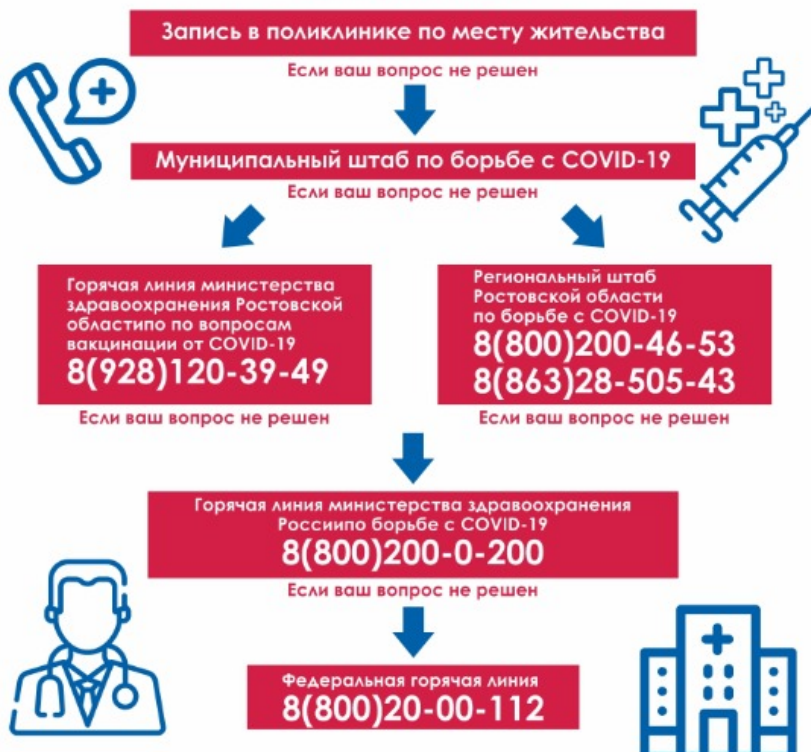 Запись в поликлинике по месту жительства
Если ваш вопрос не решен
Муниципальный штаб по борьбе с COVID-19
Если ваш вопрос не решен
Горячая линия министерства
здравоохранения Ростовской
областипо по вопросам
вакцинации от COVID-19
8(928)120-39-49
Если ваш вопрос не решен
Региональный штаб
Ростовской области
по борьбе с COVID-19
8(800)200-46-53
8(863)28-505-43
Если ваш вопрос не решен
Горячая линия министерства здравоохранения
Россиипо борьбе с COVID-19
8(800)200-0-200
Если ваш вопрос не решен
Федеральная горячая линия
8(800)20-00-112